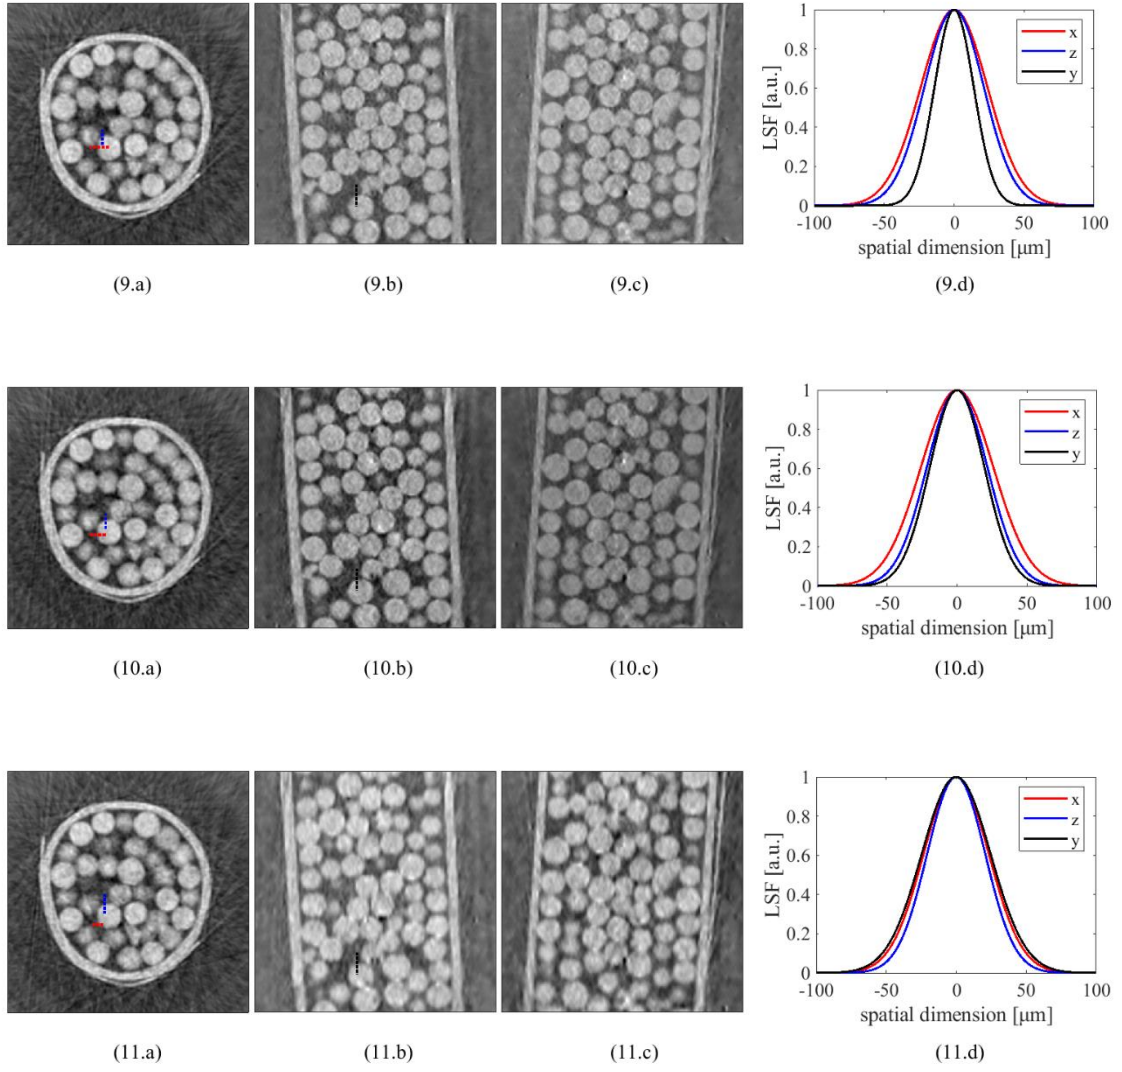 1
0.8
0.6
0.4
0.2
0
LSF [a.u.]
x
z
y
-100 -50 0 50 100
spatial dimension [μm]
(9.a) (9.b) (9.c) (9.d)
1
0.8
0.6
0.4
0.2
0
LSF [a.u.]
x
z
y
-100 -50 0 50 100
spatial dimension [μm]
(10.a) (10.b) (10.c) (10.d)
1
0.8
0.6
0.4
0.2
0
LSF [a.u.]
x
z
y
-100 -50 0 50 100
spatial dimension [μm]
(11.a) (11.b) (11.c) (11.d)